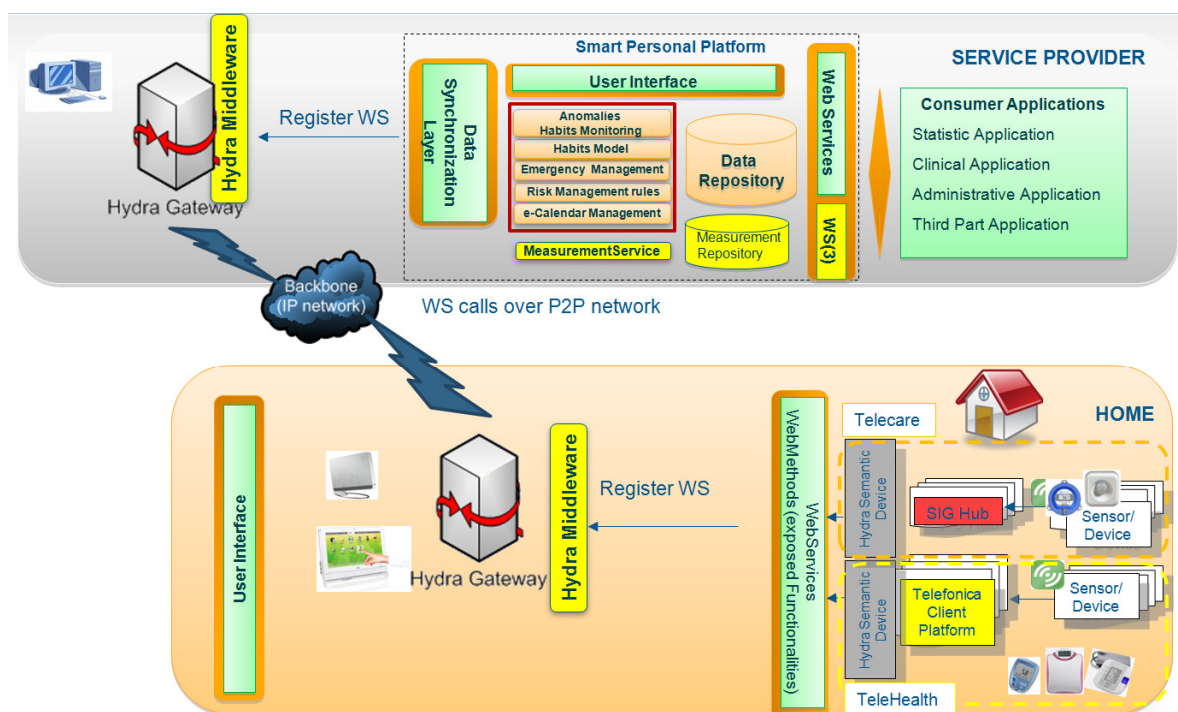 Smart Personal Platform
SERVICE PROVIDER
Hydra Middleware
Hydra Gateway
Register WS
Data
Synchronization
Layer
User Interface
Anomalies
Habits Monitoring
Habits Model
Emergency Management
Risk Management rules
e-Calendar Management
MeasurementService
Data
Repository
Measurement
Repository
Web Services
WS(3)
Consumer Applications
Statistic Application
Clinical Application
Administrative Application
Third Part Application
Backbone
(IP network)
WS calls over P2P network
HOME
User Interface
Hydra Gateway
Hydra Middleware
Register WS
WebServices
WebMethods (exposed Functionalities)
Telecare
Hydra Semantic
Device
SIG Hub
Sensor/
Device
Hydra Semantic
Device
Telefonica
Client
Platform
Sensor/
Device
TeleHealth